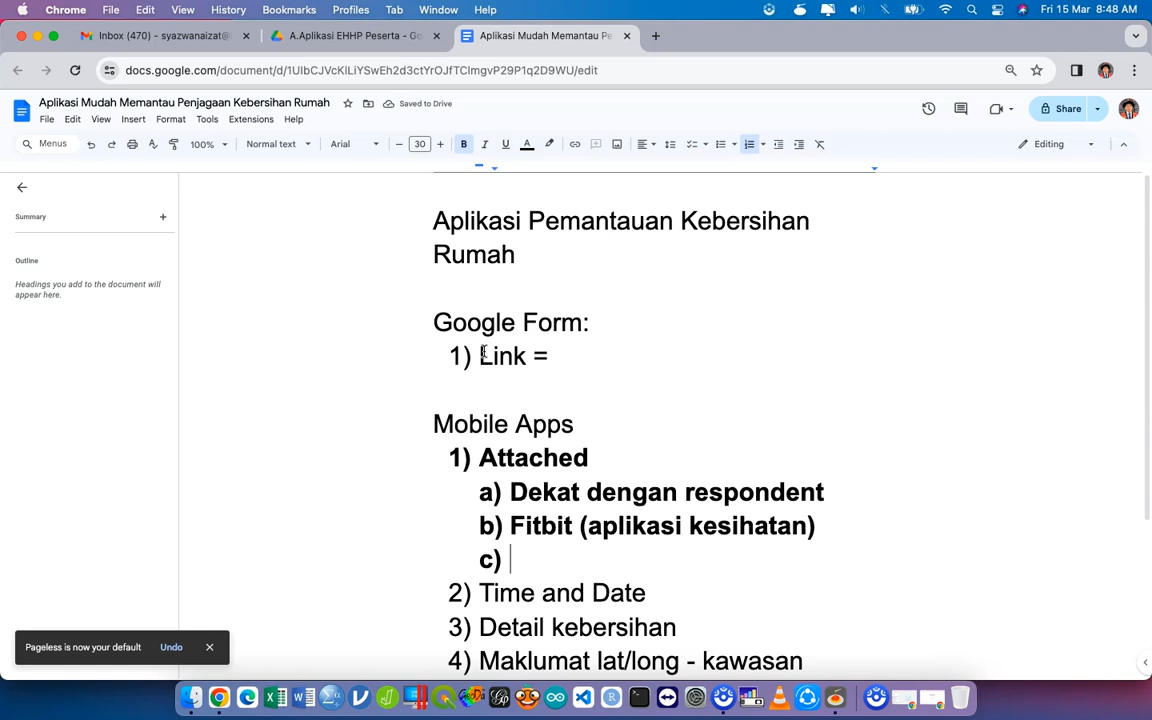 Chrome File Edit View History Bookmarks Profiles Tab Window Help Fri 15 Mar 8:48 AM
Inbox (470) - syazwanaizat@ A.Aplikasi EHHP Peserta - Go Aplikasi Mudah Memantau Pe
docs.google.com/document/d/1UIbCJVcKlLiYSwEh2d3ctYrOJfTClmgvP29P1q2D9WU/edit
Aplikasi Mudah Memantau Penjagaan Kebersihan Rumah Saved to Drive
File Edit View Insert Format Tools Extensions Help
Share
Menus 100% Normal text Arial 30 B I U A Editing
Summary
Outline
Headings you add to the document will
appear here.
Aplikasi Pemantauan Kebersihan
Rumah
Google Form:
1) Link =
Mobile Apps
1) Attached
a) Dekat dengan respondent
b) Fitbit (aplikasi kesihatan)
c)
2) Time and Date
3) Detail kebersihan
4) Maklumat lat/long - kawasan
Pageless is now your default Undo